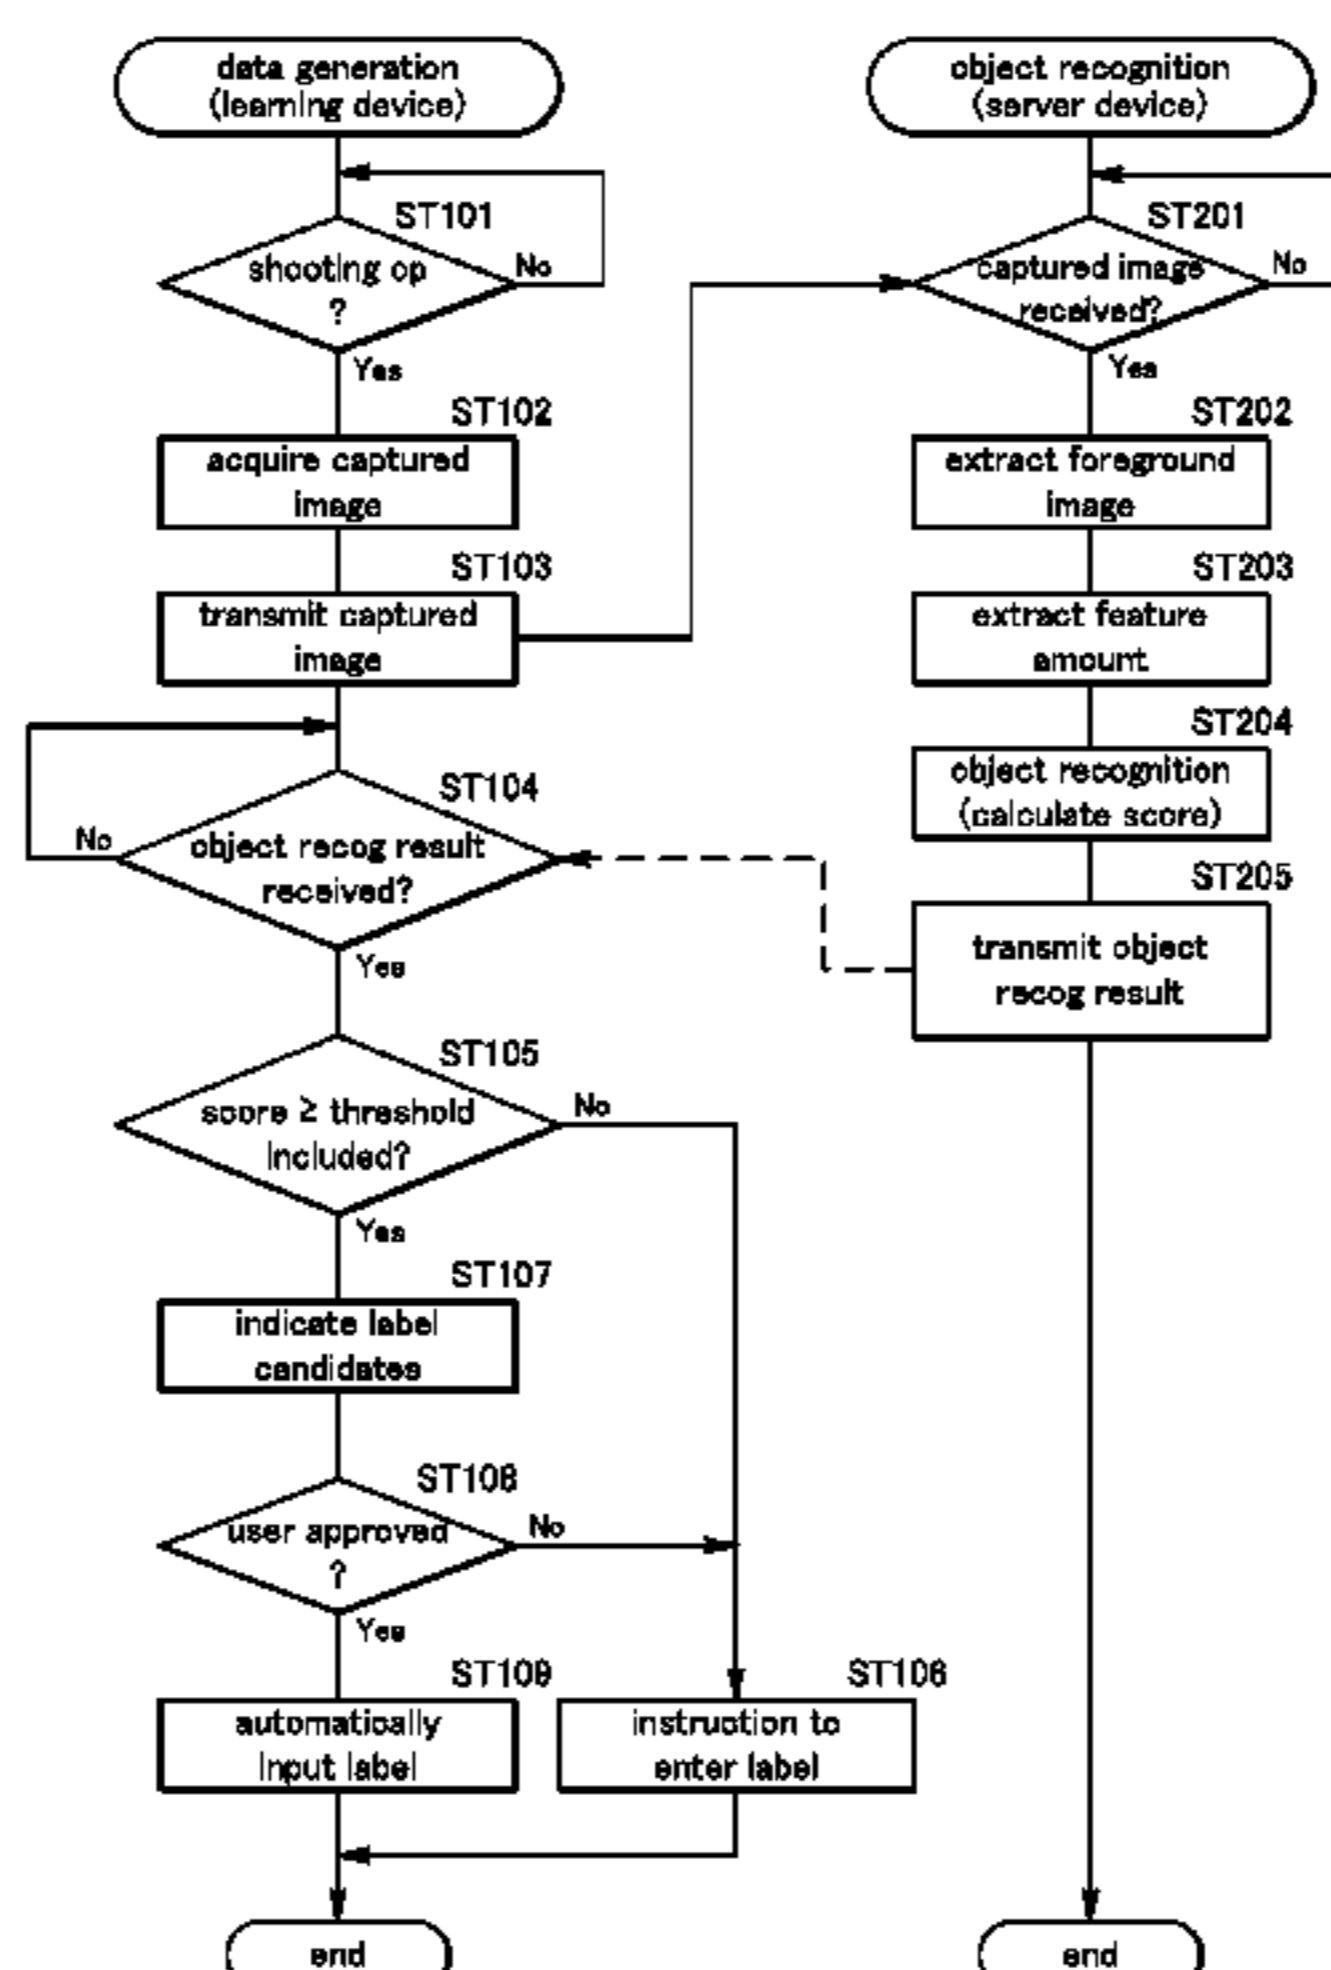 data generation
(learning device)
ST101
shooting op
?
No
Yes
ST102
acquire captured
image
ST103
transmit captured
image
ST104
No
object recog result
received?
Yes
ST105
score ≥ threshold
included?
No
Yes
ST107
indicate label
candidates
ST108
user approved
?
No
Yes
ST109
automatically
input label
ST106
instruction to
enter label
end
object recognition
(server device)
ST201
captured image
received?
No
Yes
ST202
extract foreground
image
ST203
extract feature
amount
ST204
object recognition
(calculate score)
ST205
transmit object
recog result
end